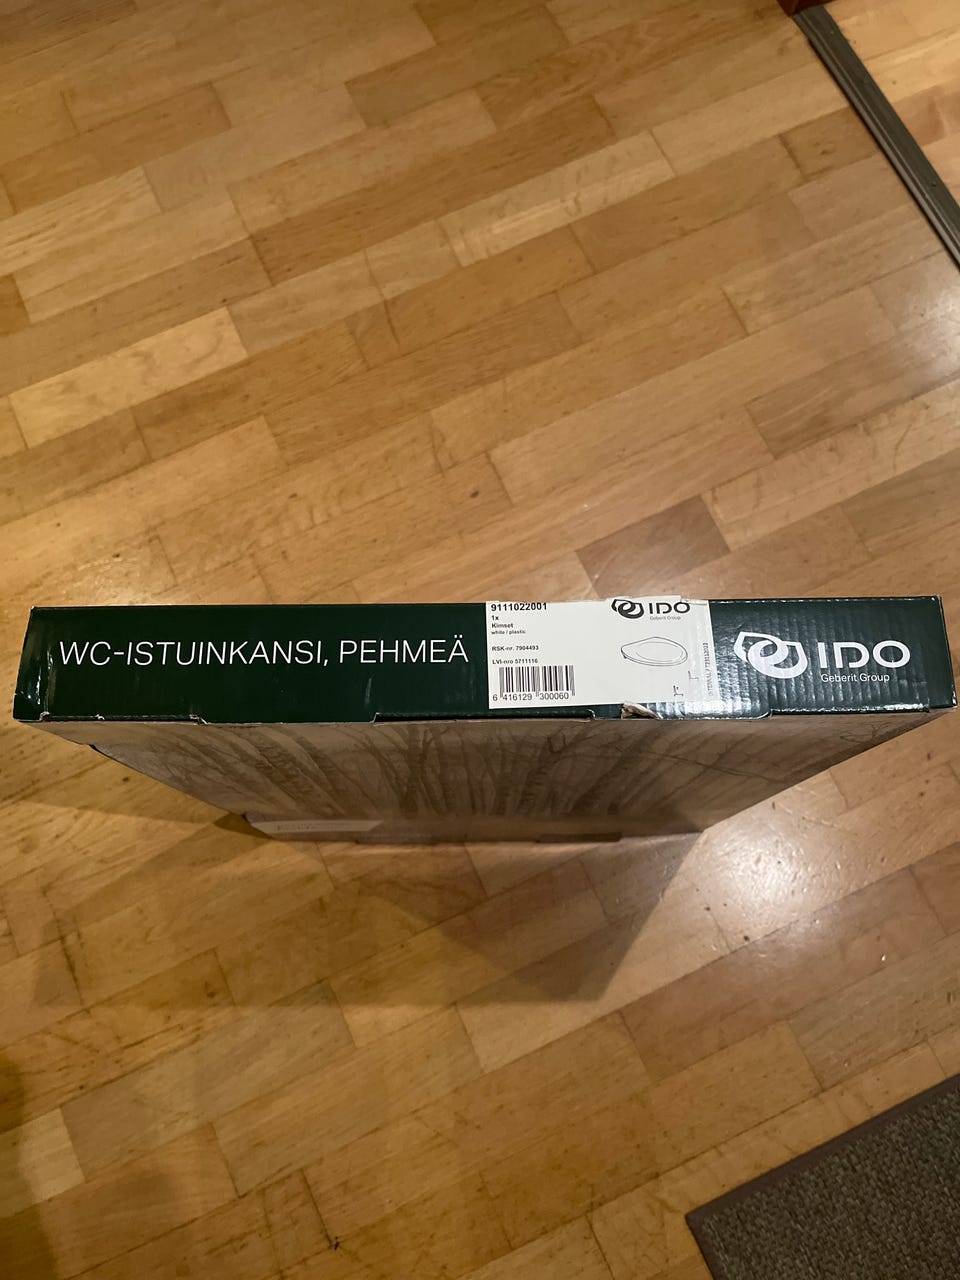 WC-ISTUINKANSI, PEHMEÄ
9111022001
1x
Kimset
white / plastic
RSK-nr. 7904493
LVI-nro 5711116
6 416129 300060
IDO
Geberit Group
IDO
Geberit Group